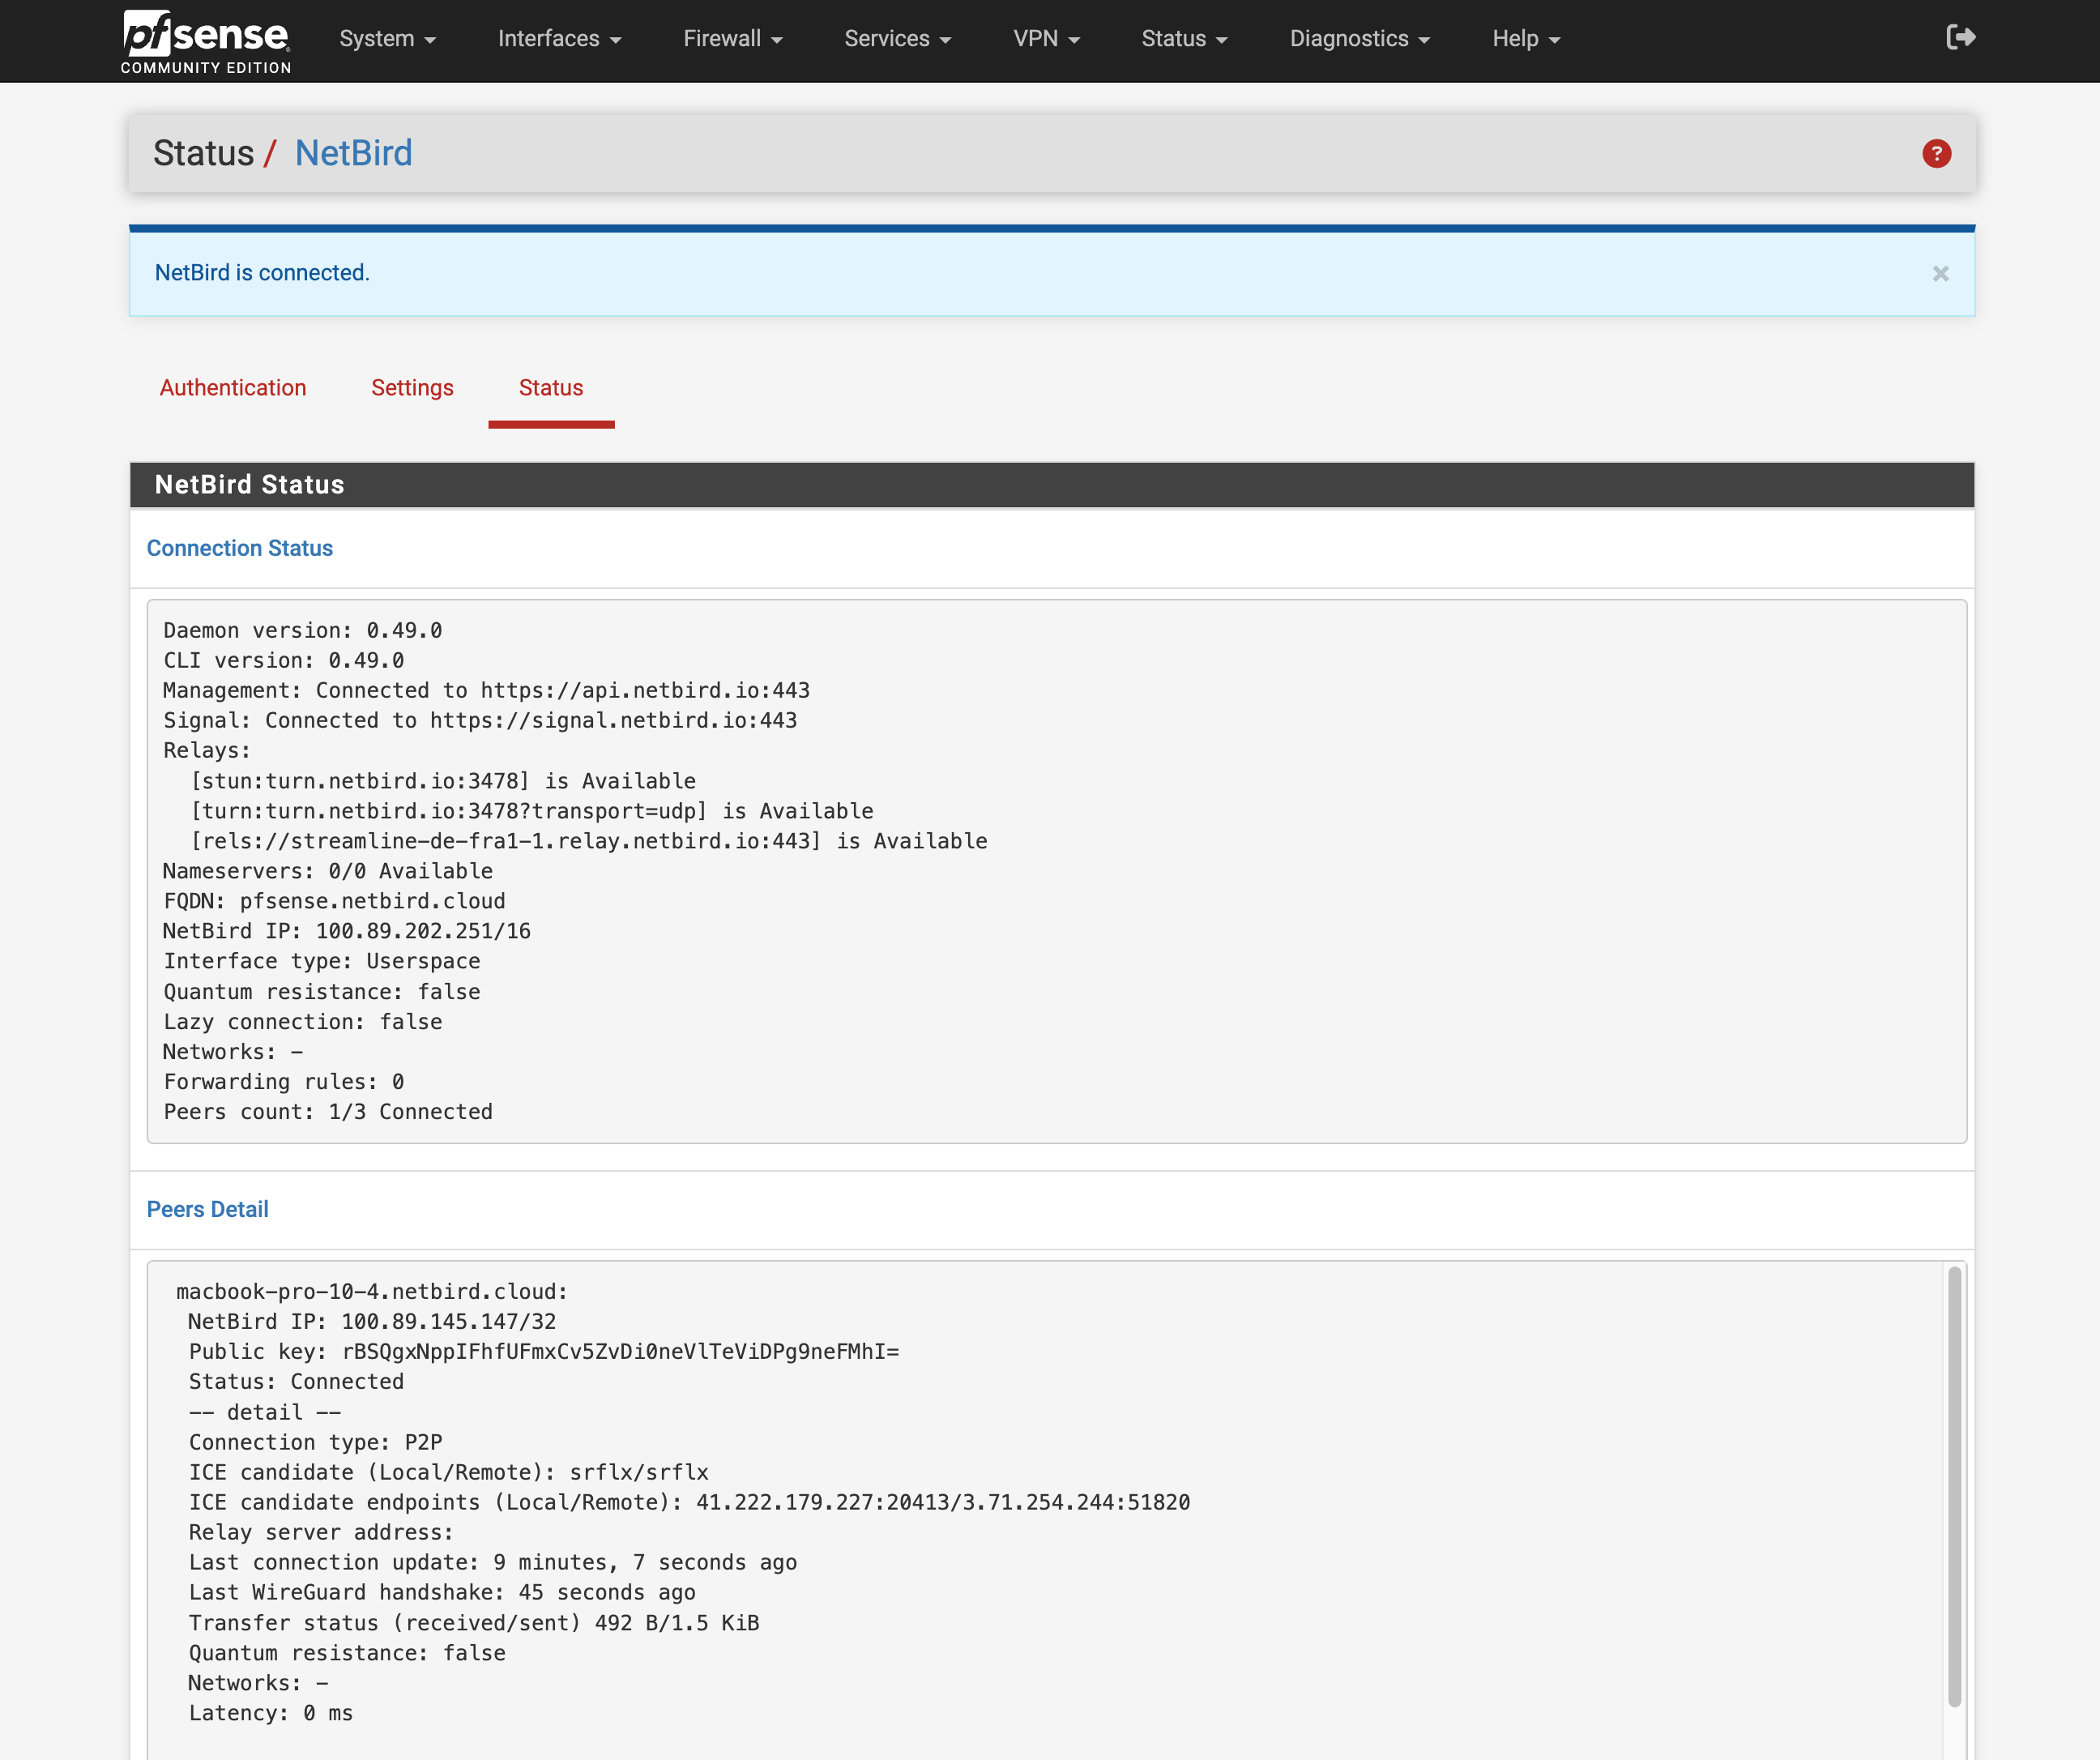 pfsense
COMMUNITY EDITION
System
Interfaces
Firewall
Services
VPN
Status
Diagnostics
Help
Status / NetBird
?
NetBird is connected.
×
Authentication
Settings
Status
NetBird Status
Connection Status
Daemon version: 0.49.0
CLI version: 0.49.0
Management: Connected to https://api.netbird.io:443
Signal: Connected to https://signal.netbird.io:443
Relays:
[stun:turn.netbird.io:3478] is Available
[turn:turn.netbird.io:3478?transport=udp] is Available
[rels://streamline-de-fra1-1.relay.netbird.io:443] is Available
Nameservers: 0/0 Available
FQDN: pfsense.netbird.cloud
NetBird IP: 100.89.202.251/16
Interface type: Userspace
Quantum resistance: false
Lazy connection: false
Networks: -
Forwarding rules: 0
Peers count: 1/3 Connected
Peers Detail
macbook-pro-10-4.netbird.cloud:
NetBird IP: 100.89.145.147/32
Public key: rBSQgxNppIFhfUFmxCv5ZvDi0neVlTeViDPg9neFMhI=
Status: Connected
-- detail --
Connection type: P2P
ICE candidate (Local/Remote): srflx/srflx
ICE candidate endpoints (Local/Remote): 41.222.179.227:20413/3.71.254.244:51820
Relay server address:
Last connection update: 9 minutes, 7 seconds ago
Last WireGuard handshake: 45 seconds ago
Transfer status (received/sent) 492 B/1.5 KiB
Quantum resistance: false
Networks: -
Latency: 0 ms